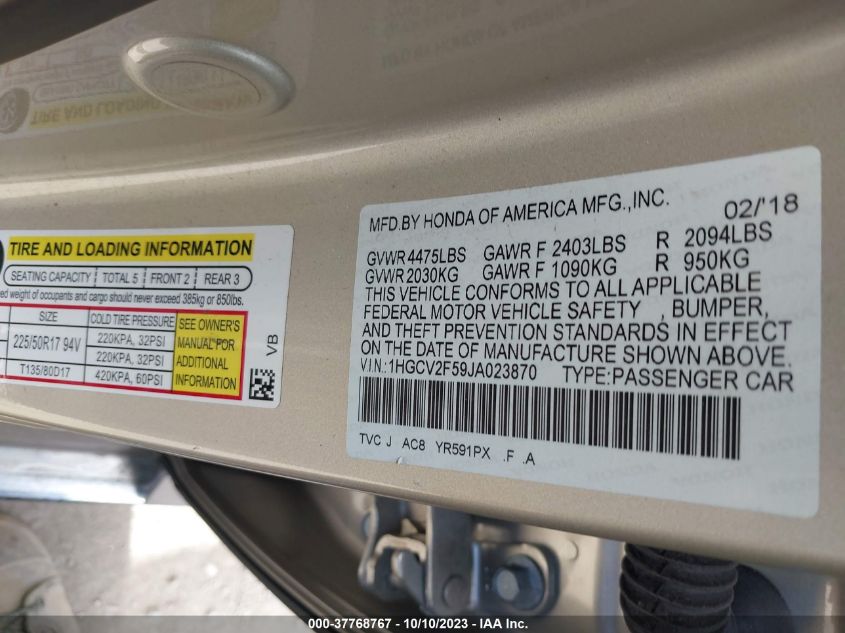 TIRE AND LOADING INFORMATION
SEATING CAPACITY TOTAL 5 FRONT 2 REAR 3
weight of occupants and cargo should never exceed 385kg or 850lbs.
SIZE COLD TIRE PRESSURE SEE OWNER'S MANUAL FOR ADDITIONAL INFORMATION
225/50R17 94V 220KPA, 32PSI
220KPA, 32PSI
T135/80D17 420KPA, 60PSI
VB
MFD.BY HONDA OF AMERICA MFG.,INC. 02/'18
GVWR 4475LBS GAWR F 2403LBS R 2094LBS
GVWR 2030KG GAWR F 1090KG R 950KG
THIS VEHICLE CONFORMS TO ALL APPLICABLE
FEDERAL MOTOR VEHICLE SAFETY , BUMPER,
AND THEFT PREVENTION STANDARDS IN EFFECT
ON THE DATE OF MANUFACTURE SHOWN ABOVE.
V.I.N.:1HGCV2F59JA023870 TYPE:PASSENGER CAR
TVC J AC8 YR591PX .F .A
000-37768767 - 10/10/2023 - IAA Inc.